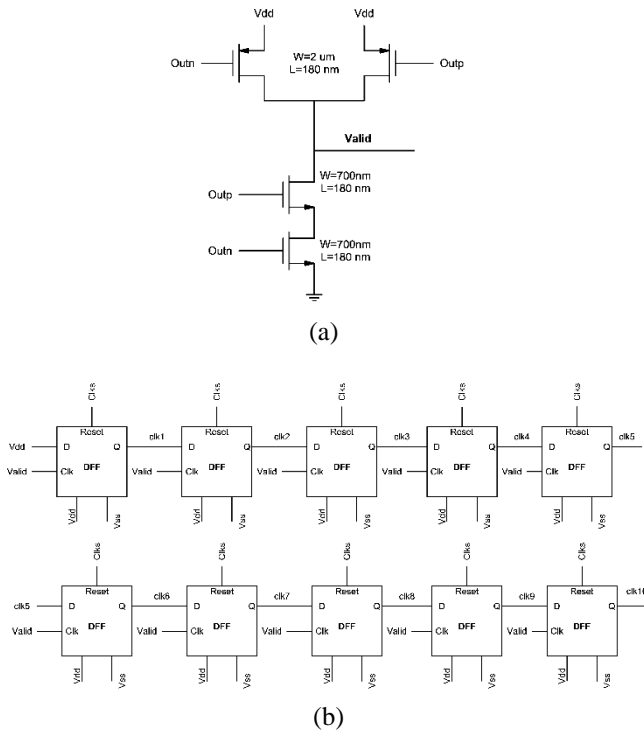 Vdd
Vdd
Outn
W=2 um
L=180 nm
Outp
Valid
Outp
W=700nm
L=180 nm
Outn
W=700nm
L=180 nm
(a)
Clks
Clks
Clks
Clks
Clks
Reset
Reset
Reset
Reset
Reset
Vdd
D
Q
clk1
D
Q
clk2
D
Q
clk3
D
Q
clk4
D
Q
clk5
Valid
Clk
DFF
Valid
Clk
DFF
Valid
Clk
DFF
Valid
Clk
DFF
Valid
Clk
DFF
Vdd
Vss
Vdd
Vss
Vdd
Vss
Vdd
Vss
Vdd
Vss
Clks
Clks
Clks
Clks
Clks
Reset
Reset
Reset
Reset
Reset
clk5
D
Q
clk6
D
Q
clk7
D
Q
clk8
D
Q
clk9
D
Q
clk10
Valid
Clk
DFF
Valid
Clk
DFF
Valid
Clk
DFF
Valid
Clk
DFF
Valid
Clk
DFF
Vdd
Vss
Vdd
Vss
Vdd
Vss
Vdd
Vss
Vdd
Vss
(b)